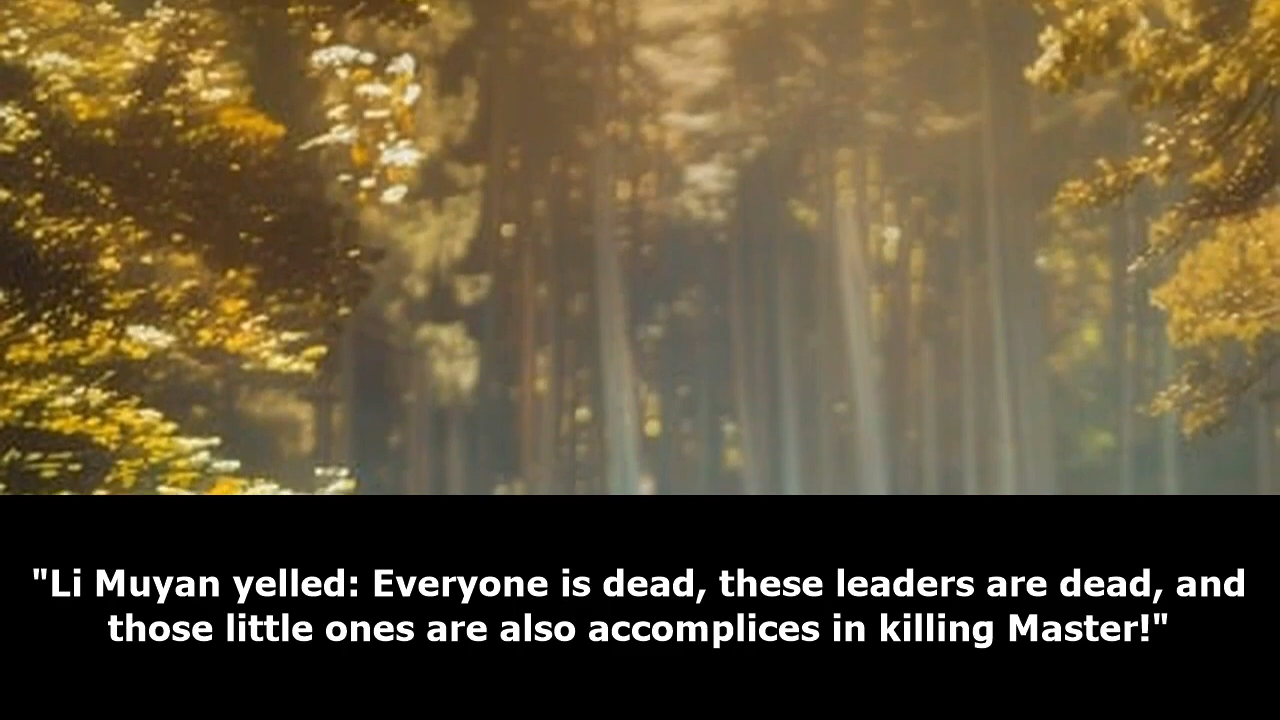 "Li Muyan yelled: Everyone is dead, these leaders are dead, and
those little ones are also accomplices in killing Master!"